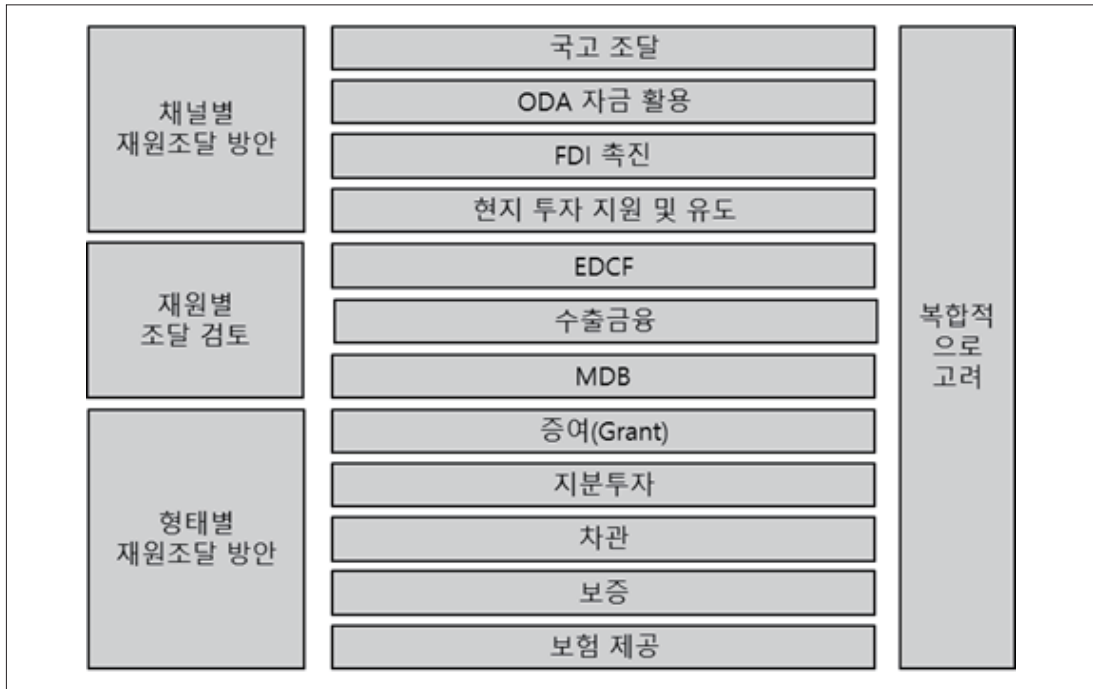 채널별
재원조달 방안
국고 조달
ODA 자금 활용
FDI 촉진
현지 투자 지원 및 유도
재원별
조달 검토
EDCF
수출금융
MDB
형태별
재원조달 방안
증여(Grant)
지분투자
차관
보증
보험 제공
복합적
으로
고려